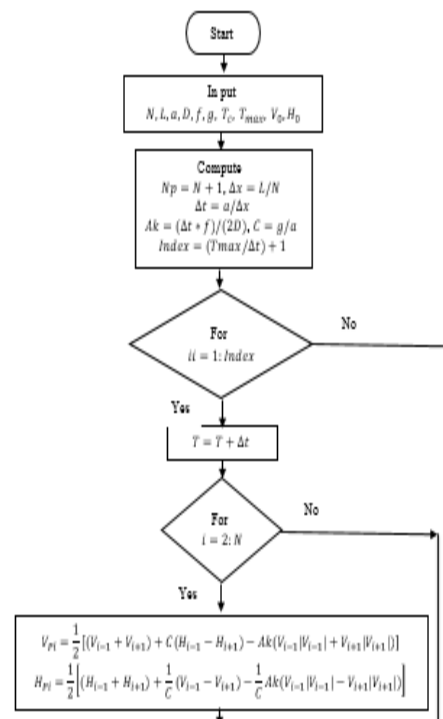 Start
In put
N, L, a, D, f, g, T_c, T_max, V_0, H_0
Compute
Np = N + 1, Δx = L/N
Δt = a/Δx
Ak = (Δt * f)/(2D), C = g/a
Index = (Tmax/Δt) + 1
For
ii = 1: Index
No
Yes
T = T + Δt
For
i = 2: N
No
Yes
V_Pi = 1/2 [(V_i-1 + V_i+1) + C(H_i-1 − H_i+1) − Ak(V_i-1|V_i-1| + V_i+1|V_i+1|)]
H_Pi = 1/2 [(H_i-1 + H_i+1) + 1/C (V_i-1 − V_i+1) − 1/C Ak(V_i-1|V_i-1| − V_i+1|V_i+1|)]